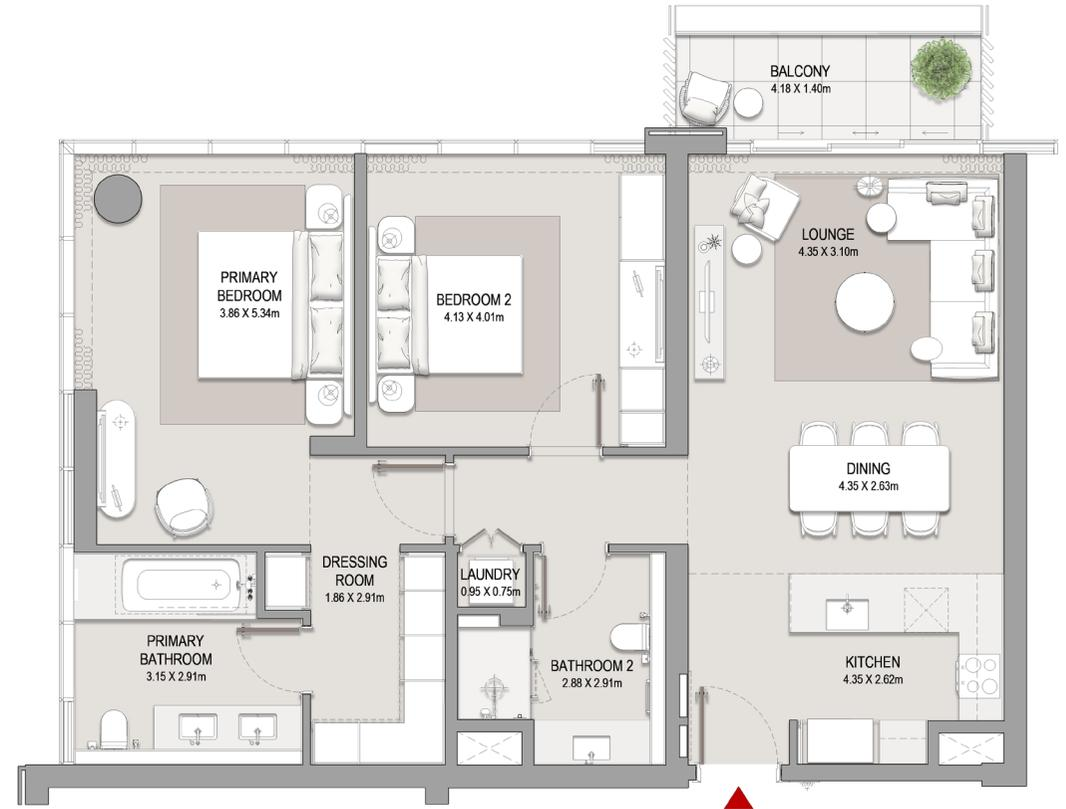 BALCONY
4.18 X 1.40m
LOUNGE
4.35 X 3.10m
PRIMARY
BEDROOM
3.86 X 5.34m
BEDROOM 2
4.13 X 4.01m
DINING
4.35 X 2.63m
DRESSING
ROOM
1.86 X 2.91m
LAUNDRY
0.95 X 0.75m
PRIMARY
BATHROOM
3.15 X 2.91m
BATHROOM 2
2.88 X 2.91m
KITCHEN
4.35 X 2.62m